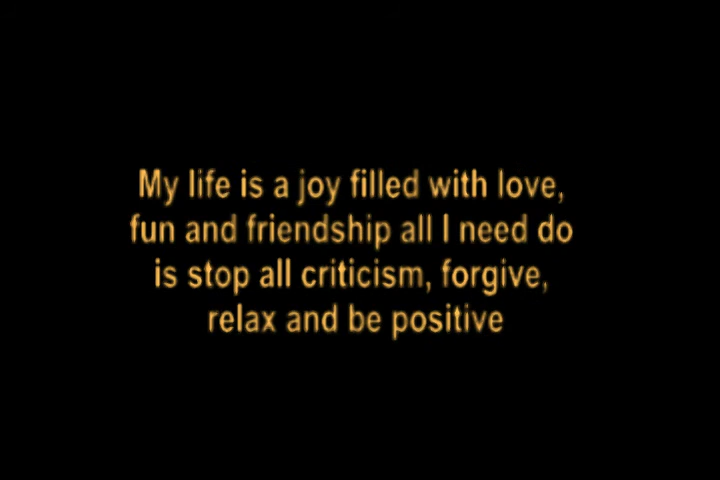 My life is a joy filled with love,
fun and friendship all I need do
is stop all criticism, forgive,
relax and be positive